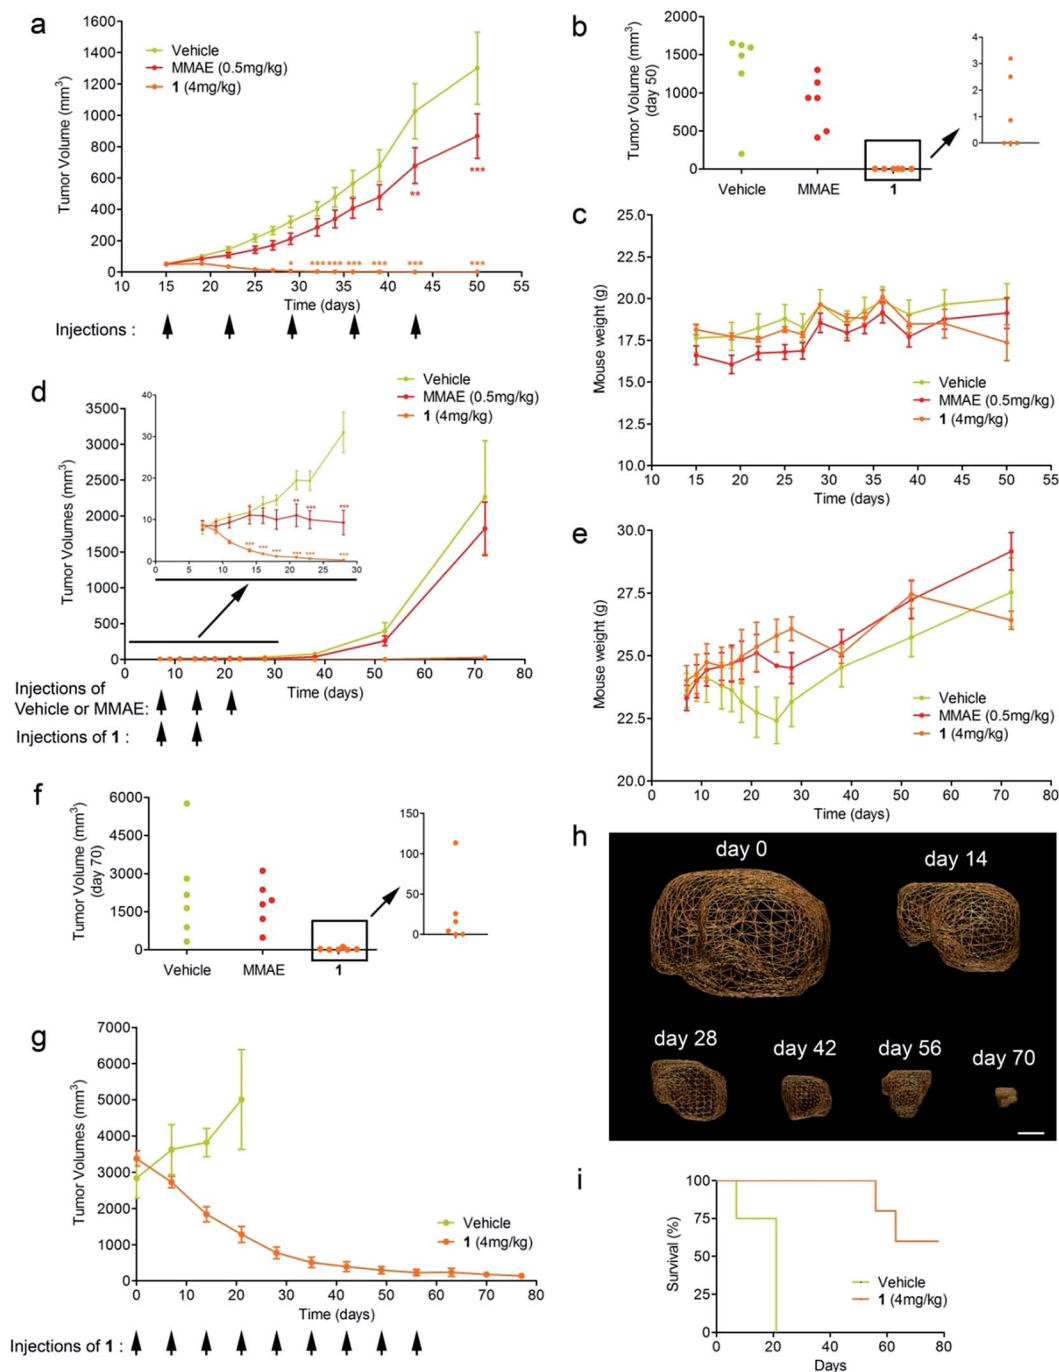 a
Tumor Volume (mm³)
1600
1400
1200
1000
800
600
400
200
0
Vehicle
MMAE (0.5mg/kg)
1 (4mg/kg)
* *** *** *** *** *** ***
**
***
10 15 20 25 30 35 40 45 50 55
Time (days)
Injections :
b
Tumor Volume (mm³)
(day 50)
2000
1500
1000
500
0
Vehicle MMAE 1
4
3
2
1
0
c
Mouse weight (g)
25.0
22.5
20.0
17.5
15.0
12.5
10.0
Vehicle
MMAE (0.5mg/kg)
1 (4mg/kg)
10 15 20 25 30 35 40 45 50 55
Time (days)
d
Tumor Volumes (mm³)
3500
3000
2500
2000
1500
1000
500
0
Vehicle
MMAE (0.5mg/kg)
1 (4mg/kg)
40
30
20
10
0
** *** ***
*** *** *** *** *** ***
0 5 10 15 20 25 30
0 10 20 30 40 50 60 70 80
Time (days)
Injections of
Vehicle or MMAE:
Injections of 1 :
e
Mouse weight (g)
30.0
27.5
25.0
22.5
20.0
Vehicle
MMAE (0.5mg/kg)
1 (4mg/kg)
0 10 20 30 40 50 60 70 80
Time (days)
f
Tumor Volume (mm³)
(day 70)
6000
4500
3000
1500
0
Vehicle MMAE 1
150
100
50
0
g
Tumor Volumes (mm³)
7000
6000
5000
4000
3000
2000
1000
0
Vehicle
1 (4mg/kg)
0 10 20 30 40 50 60 70 80
Time (days)
Injections of 1 :
h
day 0
day 14
day 28
day 42
day 56
day 70
i
Survival (%)
100
75
50
25
0
Vehicle
1 (4mg/kg)
0 20 40 60 80
Days